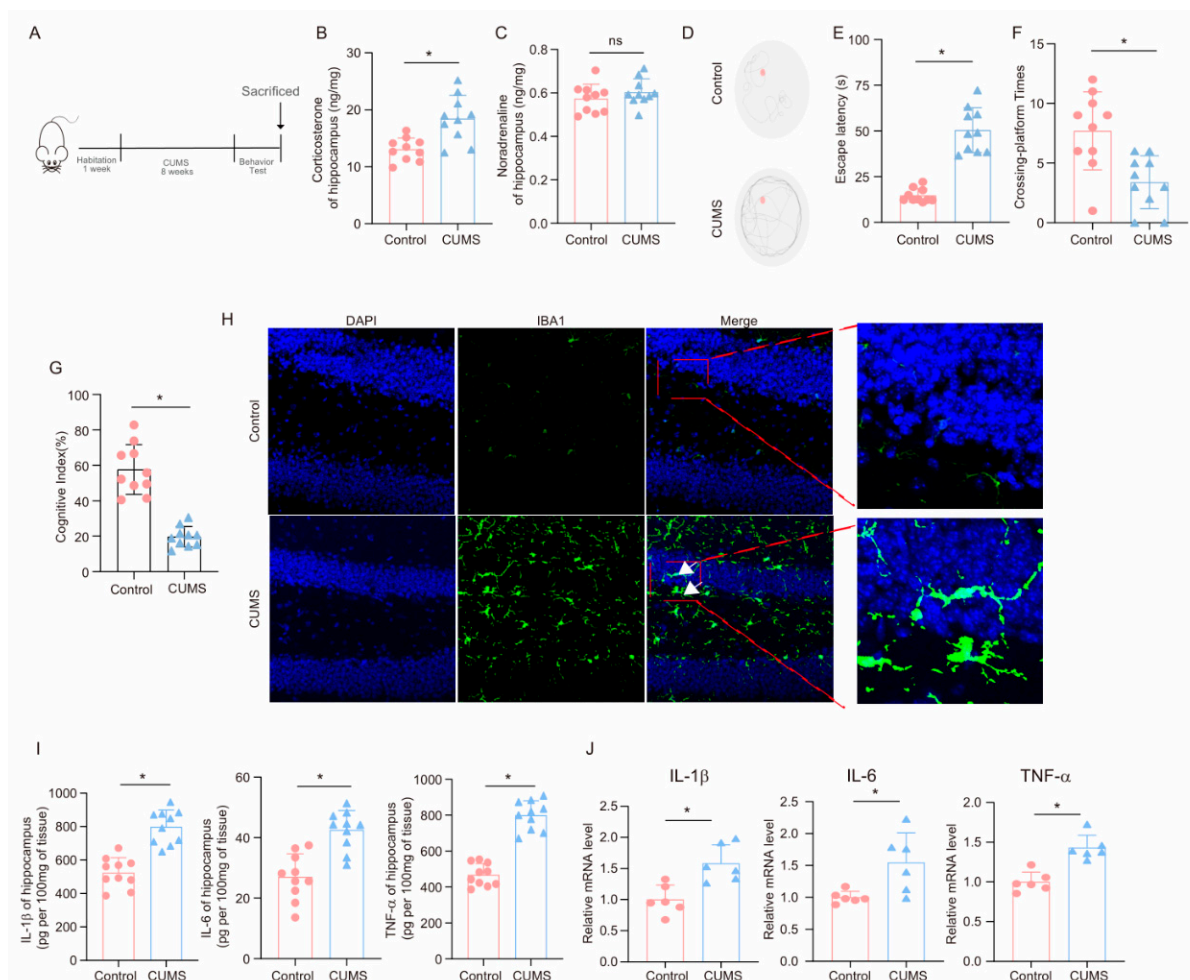 A
Sacrificed
Habitation
1 week
CUMS
8 weeks
Behavior
Test
B
Corticosterone
of hippocampus (ng/mg)
30
20
10
0
*
Control
CUMS
C
Noradrenaline
of hippocampus (ng/mg)
0.8
0.6
0.4
0.2
0.0
ns
Control
CUMS
D
Control
CUMS
E
Escape latency (s)
100
75
50
25
0
*
Control
CUMS
F
Crossing-platform Times
15
10
5
0
*
Control
CUMS
G
Cognitive Index(%)
100
80
60
40
20
0
*
Control
CUMS
H
DAPI
IBA1
Merge
Control
CUMS
I
IL-1β of hippocampus
(pg per 100mg of tissue)
1000
800
600
400
200
0
*
Control
CUMS
IL-6 of hippocampus
(pg per 100mg of tissue)
60
40
20
0
*
Control
CUMS
TNF-α of hippocampus
(pg per 100mg of tissue)
1000
800
600
400
200
0
*
Control
CUMS
J
IL-1β
Relative mRNA level
2.5
2.0
1.5
1.0
0.5
0.0
*
Control
CUMS
IL-6
Relative mRNA level
2.5
2.0
1.5
1.0
0.5
0.0
*
Control
CUMS
TNF-α
Relative mRNA level
2.0
1.5
1.0
0.5
0.0
*
Control
CUMS